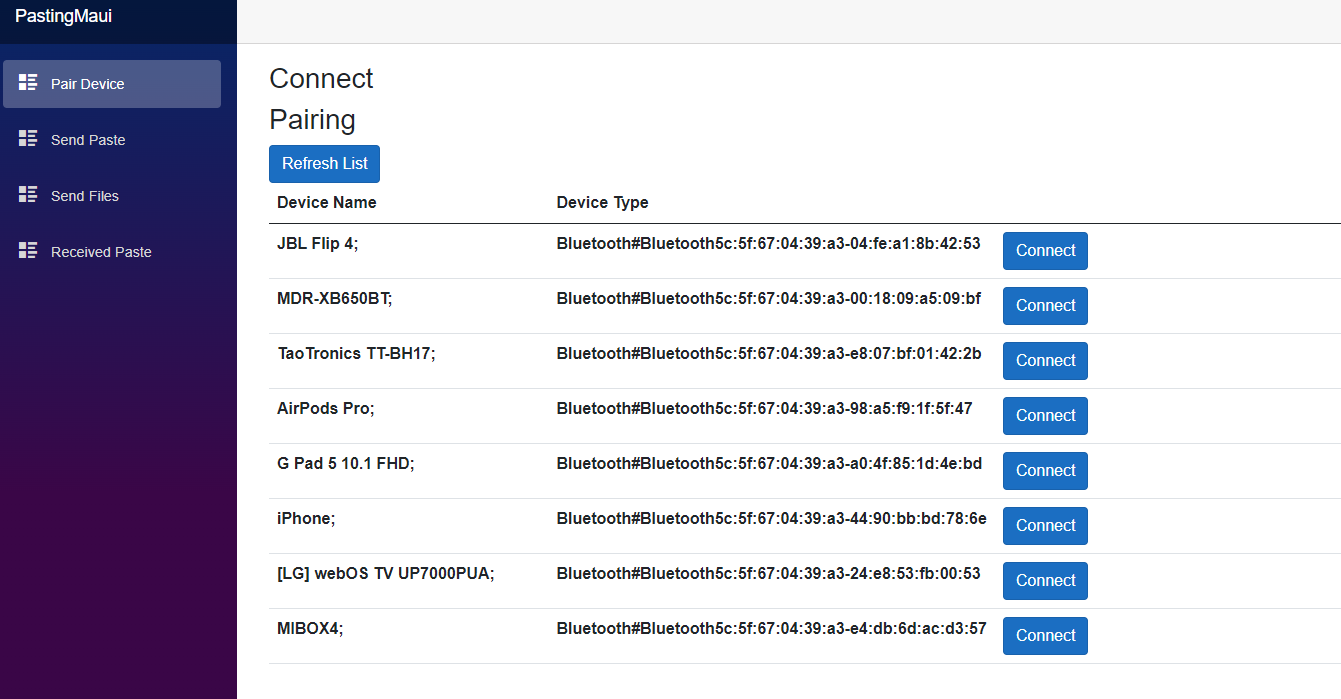 PastingMaui
Pair Device
Send Paste
Send Files
Received Paste
Connect
Pairing
Refresh List
Device Name Device Type
JBL Flip 4; Bluetooth#Bluetooth5c:5f:67:04:39:a3-04:fe:a1:8b:42:53 Connect
MDR-XB650BT; Bluetooth#Bluetooth5c:5f:67:04:39:a3-00:18:09:a5:09:bf Connect
TaoTronics TT-BH17; Bluetooth#Bluetooth5c:5f:67:04:39:a3-e8:07:bf:01:42:2b Connect
AirPods Pro; Bluetooth#Bluetooth5c:5f:67:04:39:a3-98:a5:f9:1f:5f:47 Connect
G Pad 5 10.1 FHD; Bluetooth#Bluetooth5c:5f:67:04:39:a3-a0:4f:85:1d:4e:bd Connect
iPhone; Bluetooth#Bluetooth5c:5f:67:04:39:a3-44:90:bb:bd:78:6e Connect
[LG] webOS TV UP7000PUA; Bluetooth#Bluetooth5c:5f:67:04:39:a3-24:e8:53:fb:00:53 Connect
MIBOX4; Bluetooth#Bluetooth5c:5f:67:04:39:a3-e4:db:6d:ac:d3:57 Connect